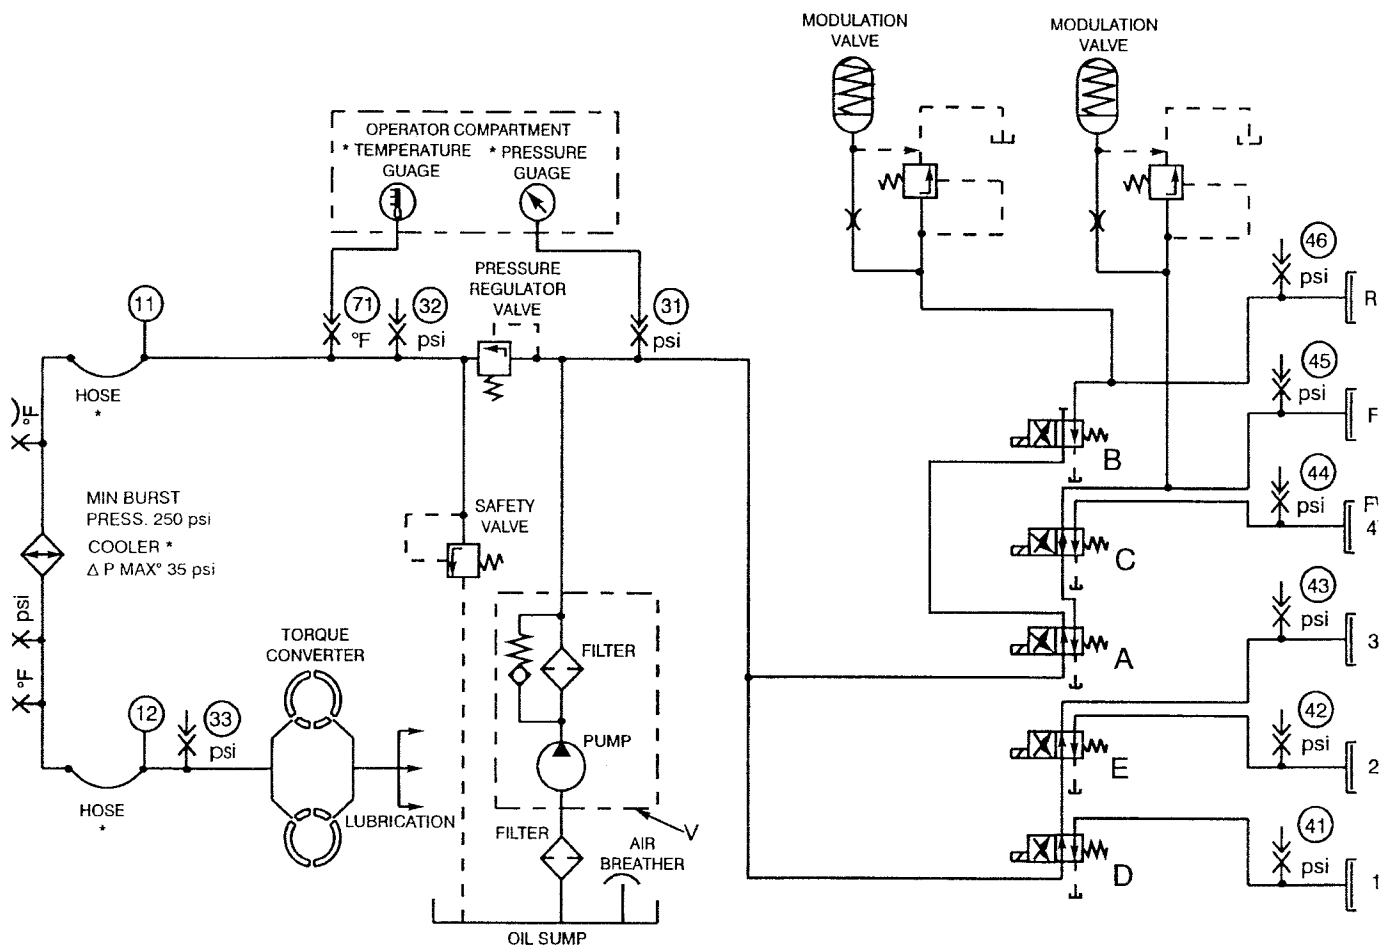 MODULATION
VALVE
MODULATION
VALVE
OPERATOR COMPARTMENT
* TEMPERATURE
GUAGE
* PRESSURE
GUAGE
PRESSURE
REGULATOR
VALVE
11
71
°F
32
psi
31
psi
HOSE
*
°F
MIN BURST
PRESS. 250 psi
COOLER *
Δ P MAX° 35 psi
psi
°F
SAFETY
VALVE
TORQUE
CONVERTER
12
33
psi
HOSE
*
LUBRICATION
FILTER
PUMP
V
FILTER
AIR
BREATHER
OIL SUMP
46
psi
R
45
psi
F
44
psi
4
43
psi
3
42
psi
2
41
psi
1
B
C
A
E
D